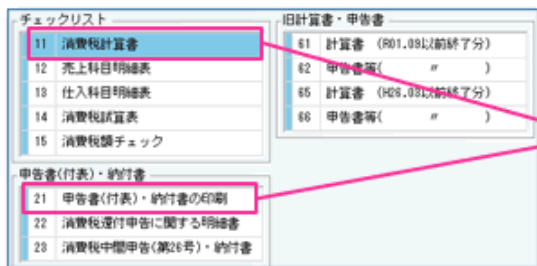 チェックリスト
11 消費税計算書
12 売上科目明細表
13 仕入科目明細表
14 消費税試算表
15 消費税額チェック
旧計算書・申告書
61 計算書 (R01.09以前終了分)
62 申告書等( 〃 )
65 計算書 (H26.03以前終了分)
66 申告書等( 〃 )
申告書(付表)・納付書
21 申告書(付表)・納付書の印刷
22 消費税還付申告に関する明細書
23 消費税中間申告(第26号)・納付書